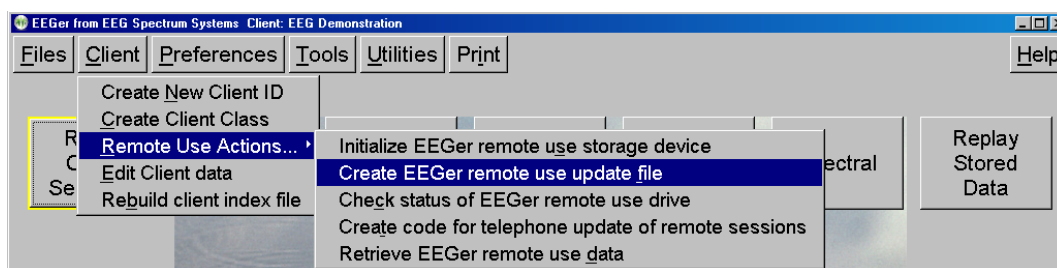 EEGer from EEG Spectrum Systems Client: EEG Demonstration
Files Client Preferences Tools Utilities Print Help
Create New Client ID
Create Client Class
Remote Use Actions...
Edit Client data
Rebuild client index file
Initialize EEGer remote use storage device
Create EEGer remote use update file
Check status of EEGer remote use drive
Create code for telephone update of remote sessions
Retrieve EEGer remote use data
Replay
Stored
Data